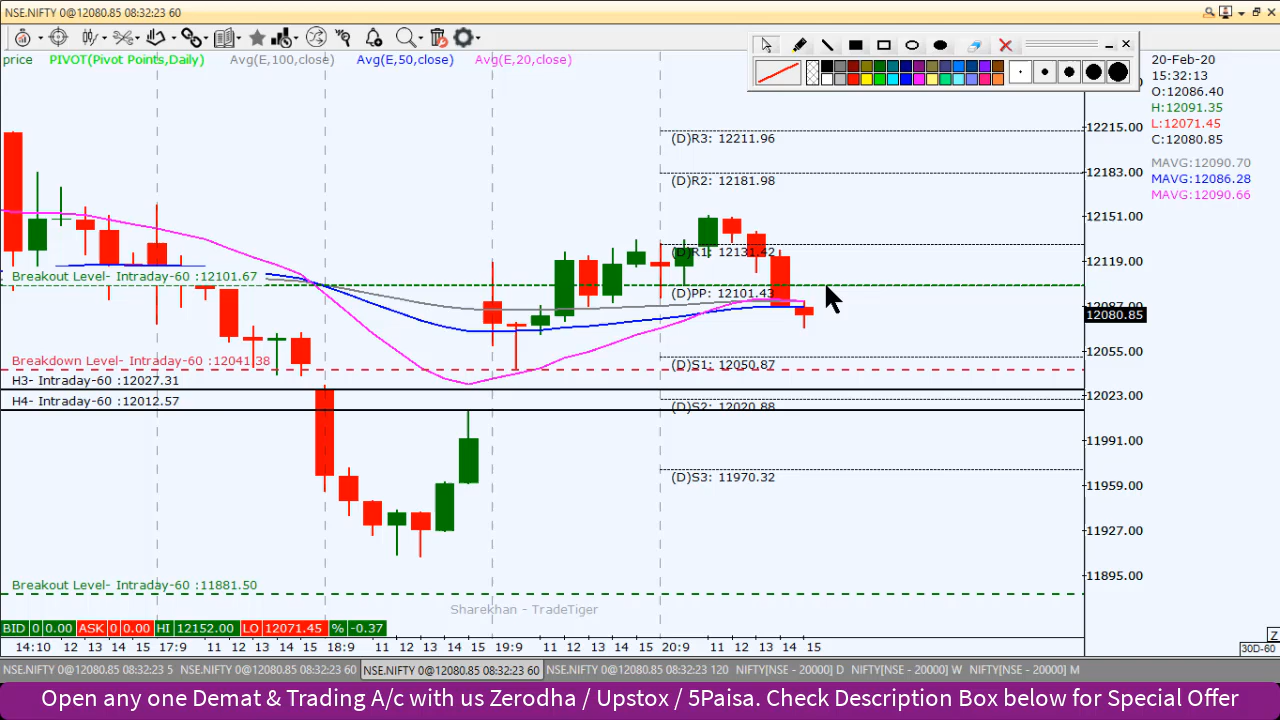 NSE.NIFTY 0@12080.85 08:32:23 60
price PIVOT(Pivot Points,Daily) Avg(E,100,close) Avg(E,50,close) Avg(E,20,close)
20-Feb-20
15:32:13
O:12086.40
H:12091.35
L:12071.45
C:12080.85
MAVG:12090.70
MAVG:12086.28
MAVG:12090.66
12215.00
12183.00
12151.00
12119.00
12087.00
12080.85
12055.00
12023.00
11991.00
11959.00
11927.00
11895.00
(D)R3: 12211.96
(D)R2: 12181.98
(D)R1: 12131.42
Breakout Level- Intraday-60 :12101.67
(D)PP: 12101.43
Breakdown Level- Intraday-60 :12041.38
(D)S1: 12050.87
H3- Intraday-60 :12027.31
H4- Intraday-60 :12012.57
(D)S2: 12020.88
(D)S3: 11970.32
Breakout Level- Intraday-60 :11881.50
Sharekhan - TradeTiger
BID 0 0.00 ASK 0 0.00 HI 12152.00 LO 12071.45 % -0.37
Z
14:10 12 13 14 15 17:9 11 12 13 14 15 18:9 11 12 13 14 15 19:9 11 12 13 14 15 20:9 11 12 13 14 15
30D-60
NSE.NIFTY 0@12080.85 08:32:23 5 NSE.NIFTY 0@12080.85 08:32:23 60 NSE.NIFTY 0@12080.85 08:32:23 60 NSE.NIFTY 0@12080.85 08:32:23 120 NIFTY[NSE - 20000] D NIFTY[NSE - 20000] W NIFTY[NSE - 20000] M
Open any one Demat & Trading A/c with us Zerodha / Upstox / 5Paisa. Check Description Box below for Special Offer